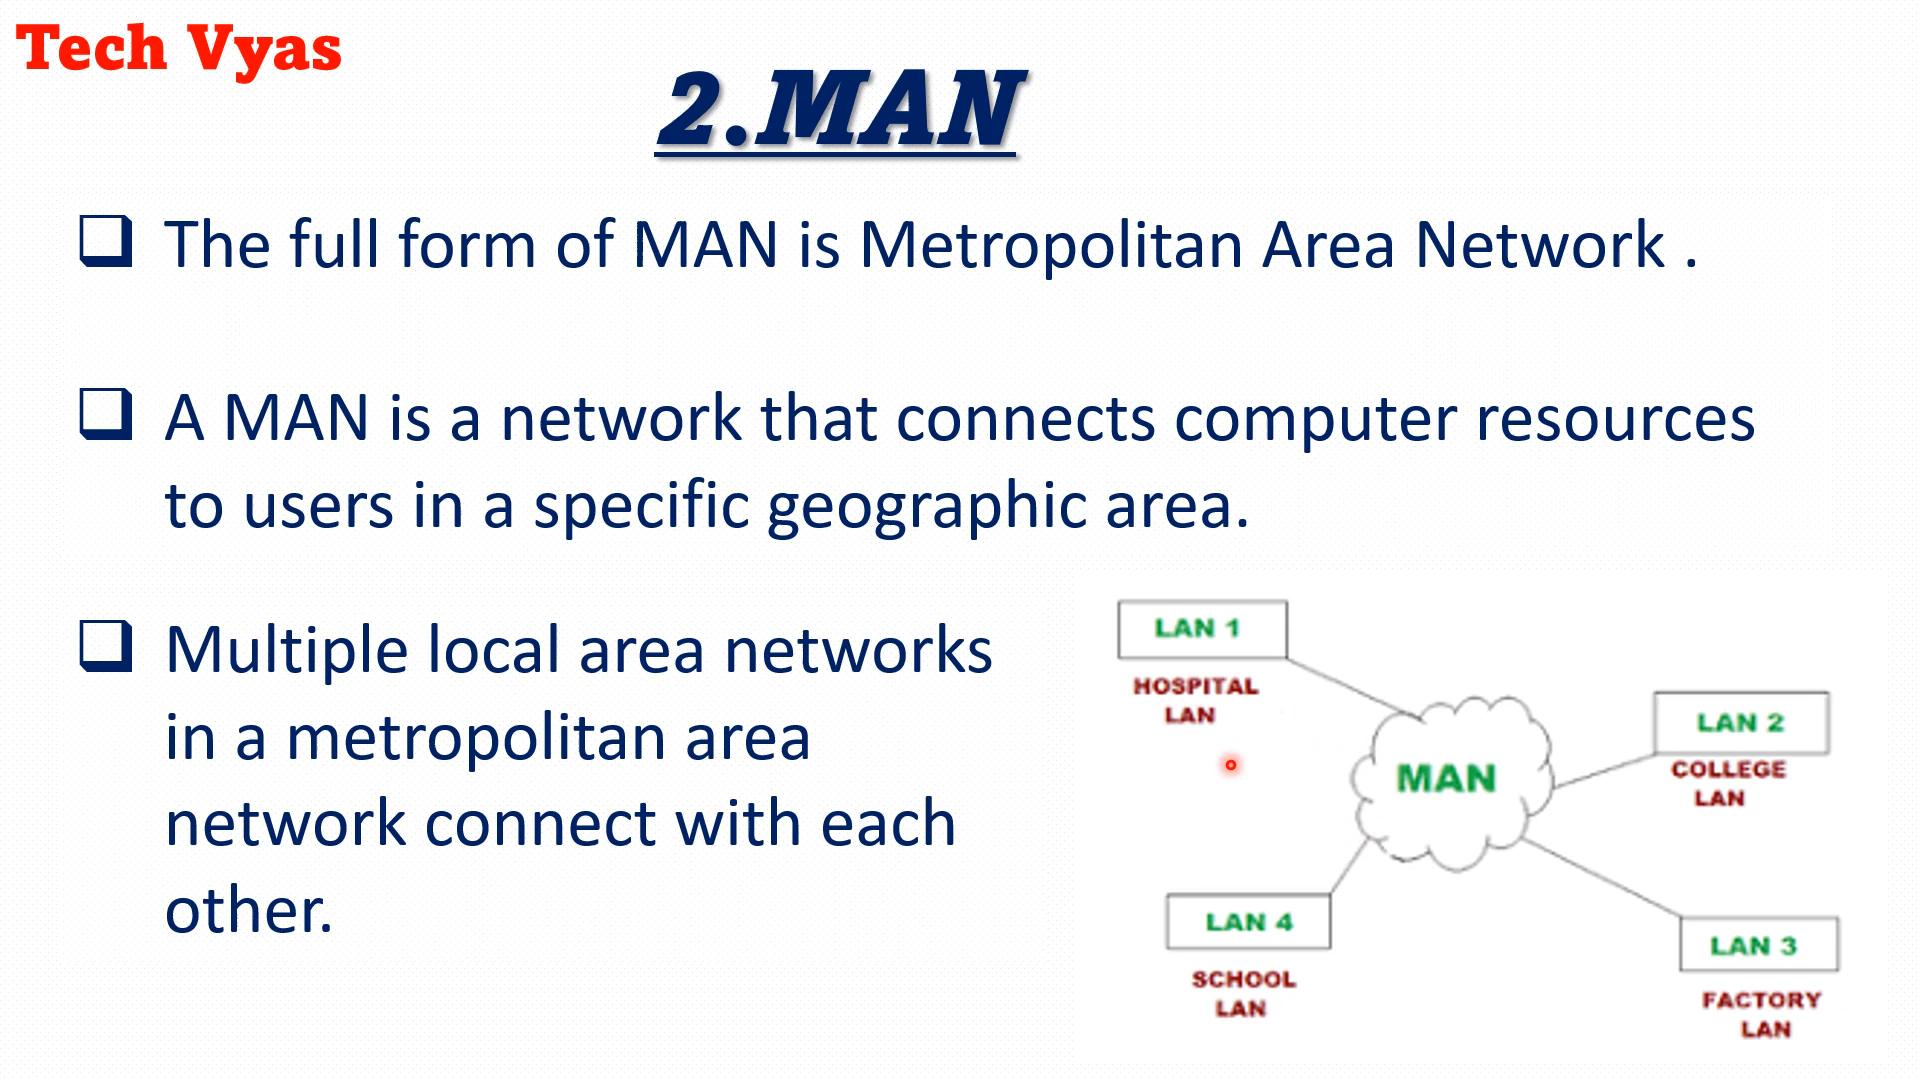 Tech Vyas
2.MAN
❑ The full form of MAN is Metropolitan Area Network .
❑ A MAN is a network that connects computer resources
to users in a specific geographic area.
❑ Multiple local area networks
in a metropolitan area
network connect with each
other.
LAN 1
HOSPITAL
LAN
LAN 2
COLLEGE
LAN
MAN
LAN 4
SCHOOL
LAN
LAN 3
FACTORY
LAN